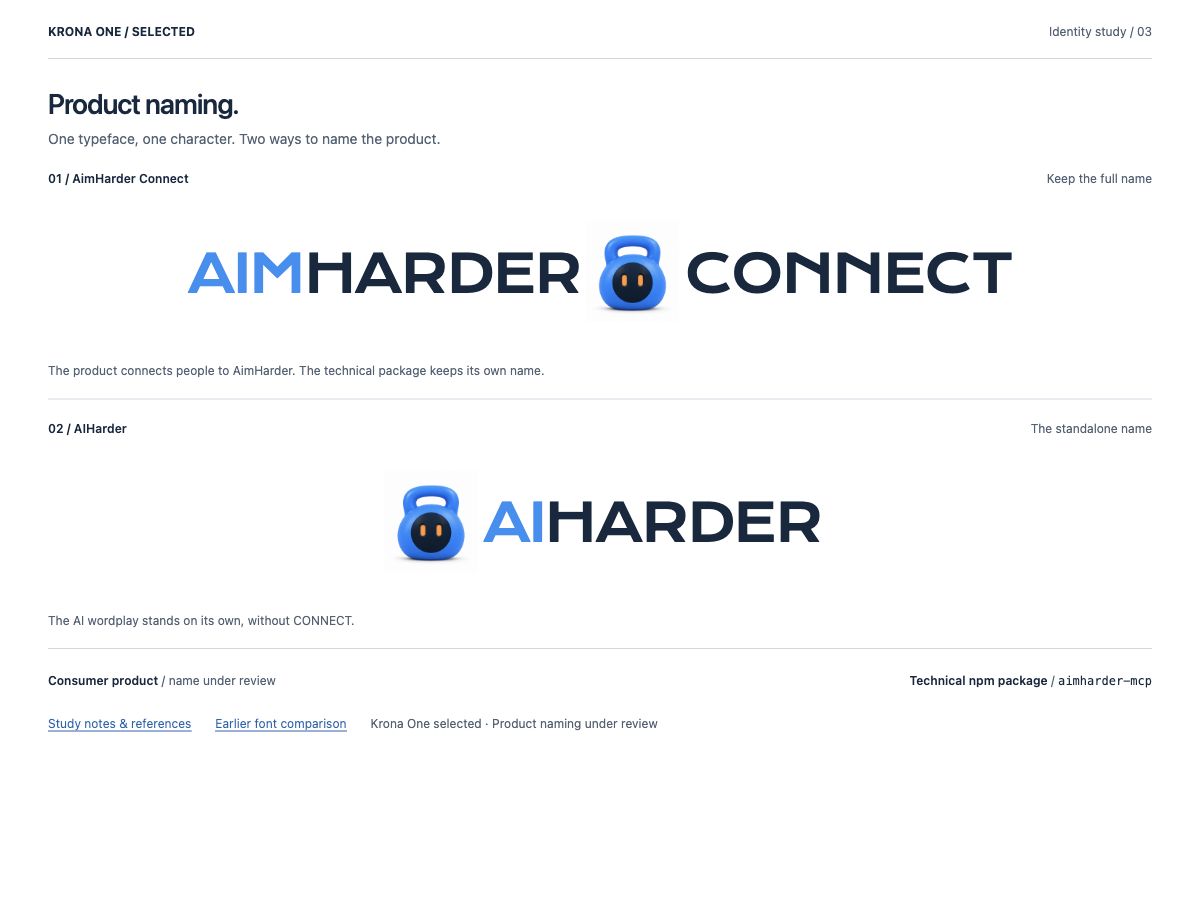 KRONA ONE / SELECTED
Identity study / 03
Product naming.
One typeface, one character. Two ways to name the product.
01 / AimHarder Connect
Keep the full name
AIMHARDER CONNECT
The product connects people to AimHarder. The technical package keeps its own name.
02 / AIHarder
The standalone name
AIHARDER
The AI wordplay stands on its own, without CONNECT.
Consumer product / name under review
Technical npm package / aimharder-mcp
Study notes & references
Earlier font comparison
Krona One selected · Product naming under review